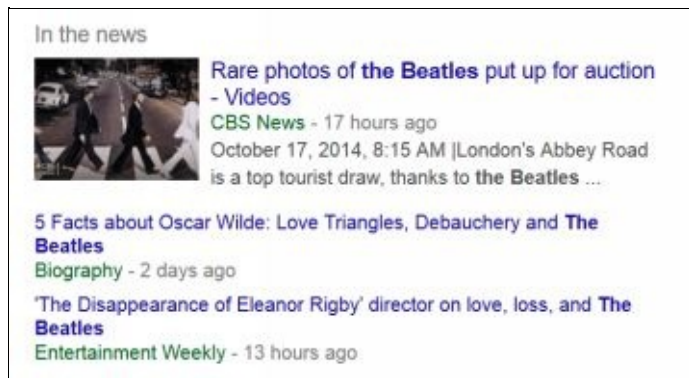 In the news
Rare photos of the Beatles put up for auction
- Videos
CBS News - 17 hours ago
October 17, 2014, 8:15 AM |London's Abbey Road
is a top tourist draw, thanks to the Beatles ...
5 Facts about Oscar Wilde: Love Triangles, Debauchery and The
Beatles
Biography - 2 days ago
'The Disappearance of Eleanor Rigby' director on love, loss, and The
Beatles
Entertainment Weekly - 13 hours ago